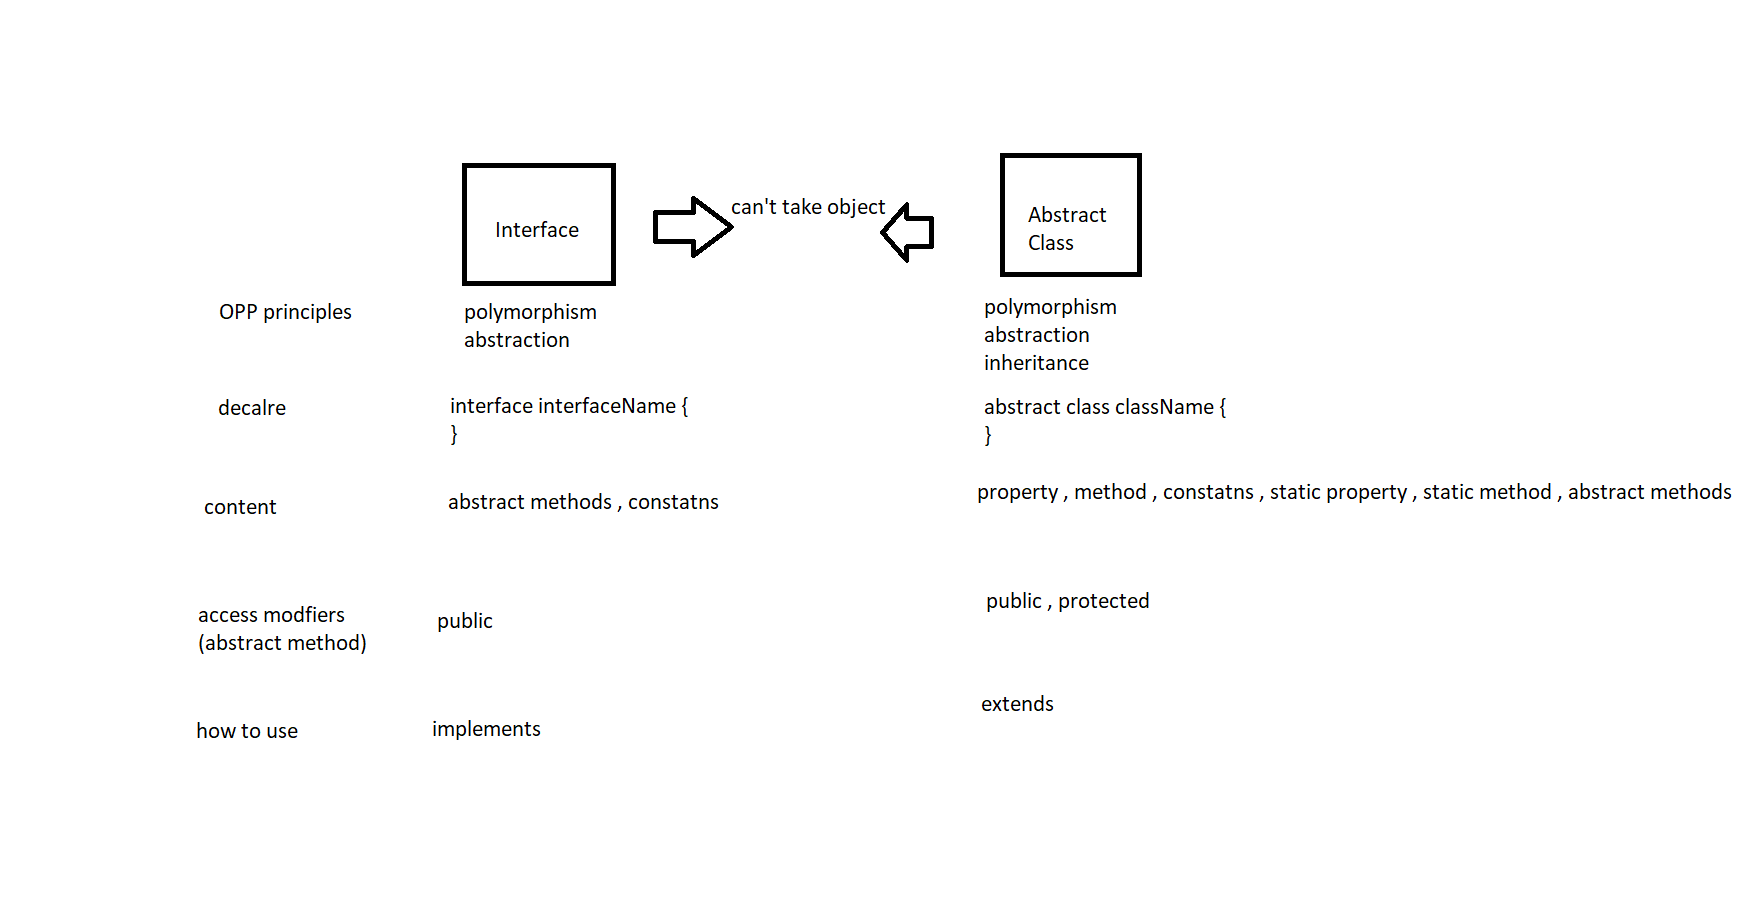 Interface
can't take object
Abstract
Class
OPP principles
polymorphism
abstraction
polymorphism
abstraction
inheritance
decalre
interface interfaceName {
}
abstract class className {
}
content
abstract methods , constatns
property , method , constatns , static property , static method , abstract methods
access modfiers
(abstract method)
public
public , protected
how to use
implements
extends